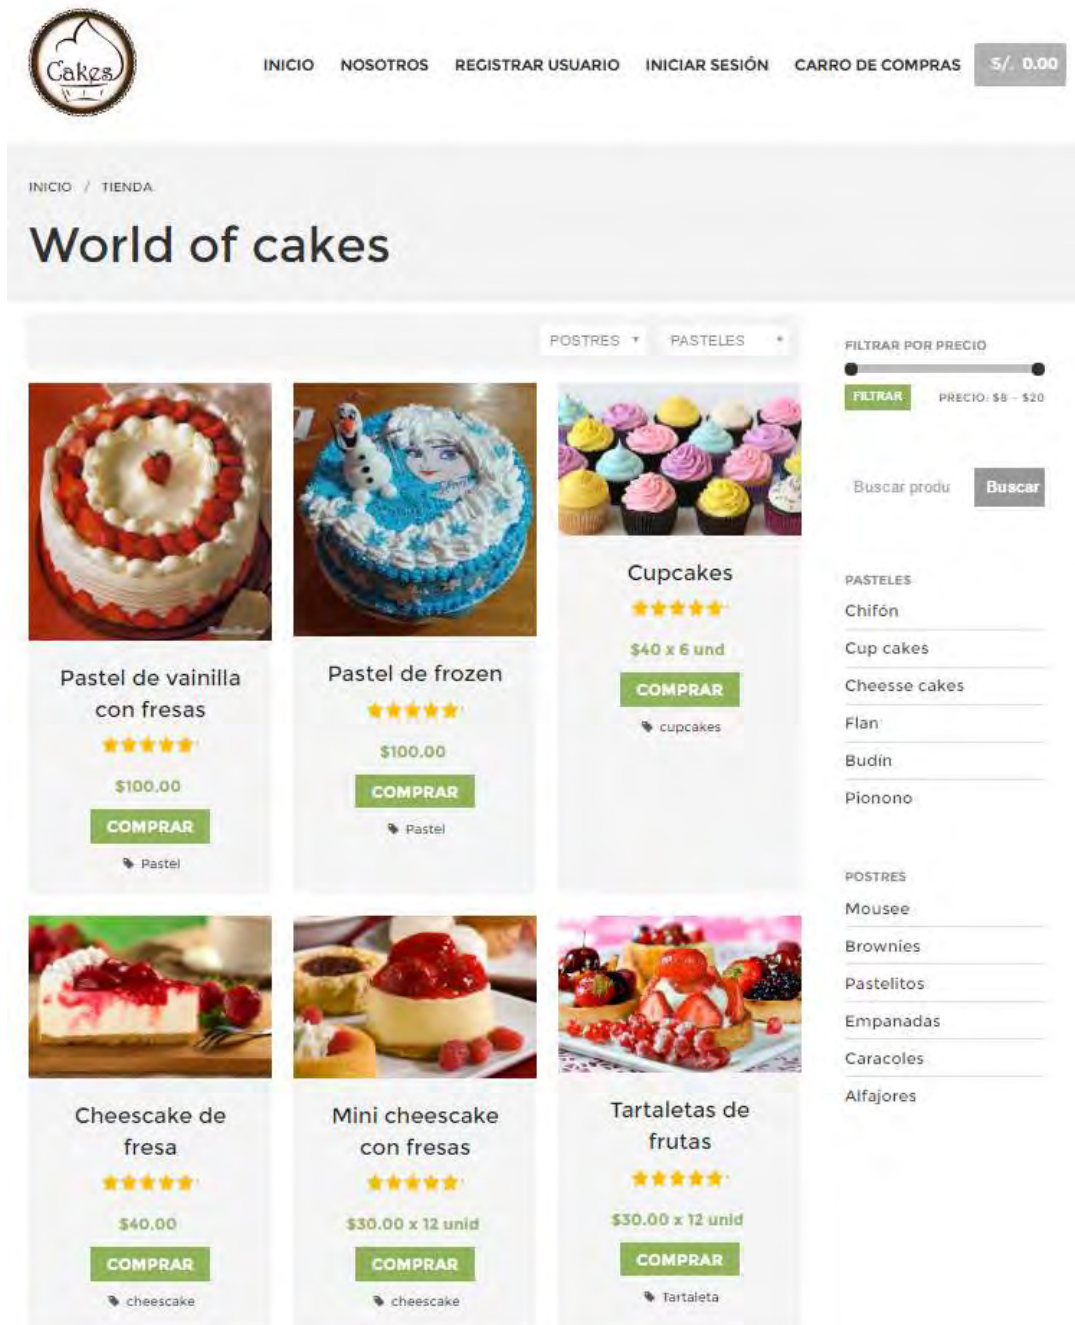 Cakes
INICIO NOSOTROS REGISTRAR USUARIO INICIAR SESIÓN CARRO DE COMPRAS S/. 0.00
INICIO / TIENDA
World of cakes
POSTRES PASTELES
Pastel de vainilla
con fresas
$100.00
COMPRAR
Pastel
Pastel de frozen
$100.00
COMPRAR
Pastel
Cupcakes
$40 x 6 und
COMPRAR
cupcakes
Cheescake de
fresa
$40.00
COMPRAR
cheescake
Mini cheescake
con fresas
$30.00 x 12 unid
COMPRAR
cheescake
Tartaletas de
frutas
$30.00 x 12 unid
COMPRAR
Tartaleta
FILTRAR POR PRECIO
FILTRAR PRECIO: $8 – $20
Buscar produ Buscar
PASTELES
Chifón
Cup cakes
Cheesse cakes
Flan
Budín
Pionono
POSTRES
Mousee
Brownies
Pastelitos
Empanadas
Caracoles
Alfajores